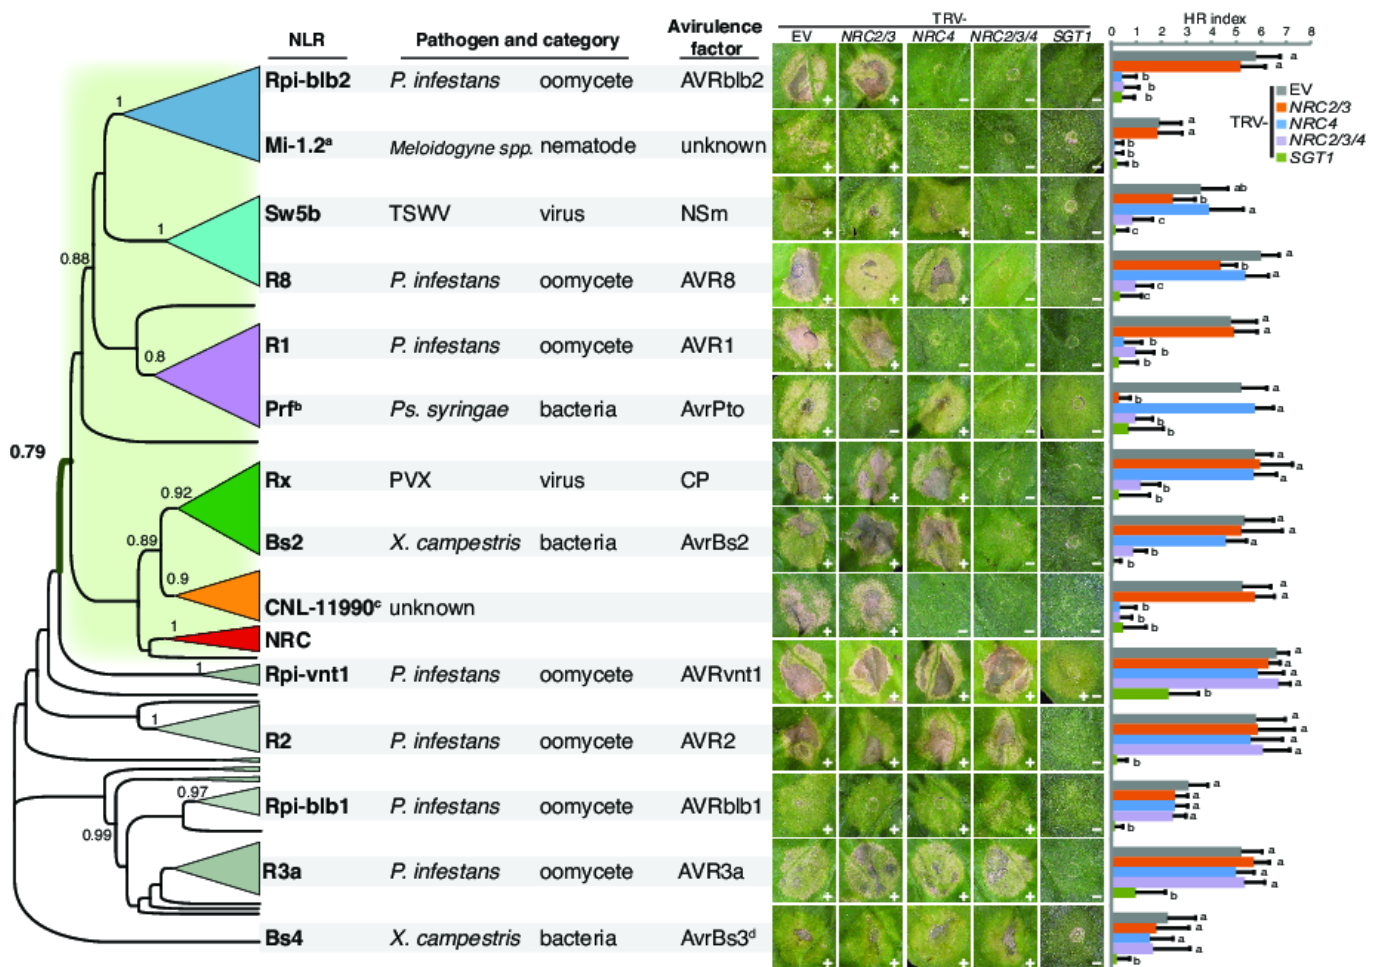 TRV-
HR index
NLR Pathogen and category Avirulence factor EV NRC2/3 NRC4 NRC2/3/4 SGT1
0 1 2 3 4 5 6 7 8
Rpi-blb2 P. infestans oomycete AVRblb2 + + − − − a a b b b
1
TRV- EV NRC2/3 NRC4 NRC2/3/4 SGT1
Mi-1.2ᵃ Meloidogyne spp. nematode unknown + + − − − a a b b b
Sw5b TSWV virus NSm + + + − − ab b a c c
1
0.88
R8 P. infestans oomycete AVR8 + + + − − a b a c c
R1 P. infestans oomycete AVR1 + + − − − a a b b b
0.8
Prfᵇ Ps. syringae bacteria AvrPto + − + − − a b a b b
0.79
Rx PVX virus CP + + + − − a a a b b
0.92
Bs2 X. campestris bacteria AvrBs2 + + + − − a a a b b
0.89
0.9
CNL-11990ᶜ unknown + + − − − a a b b b
1
NRC
Rpi-vnt1 P. infestans oomycete AVRvnt1 + + + + + − a a a a b
1
1
R2 P. infestans oomycete AVR2 + + + + − a a a a b
0.97
Rpi-blb1 P. infestans oomycete AVRblb1 + + + + − a a a a b
0.99
R3a P. infestans oomycete AVR3a + + + + − a a a a b
Bs4 X. campestris bacteria AvrBs3ᵈ + + + + − a a a a b